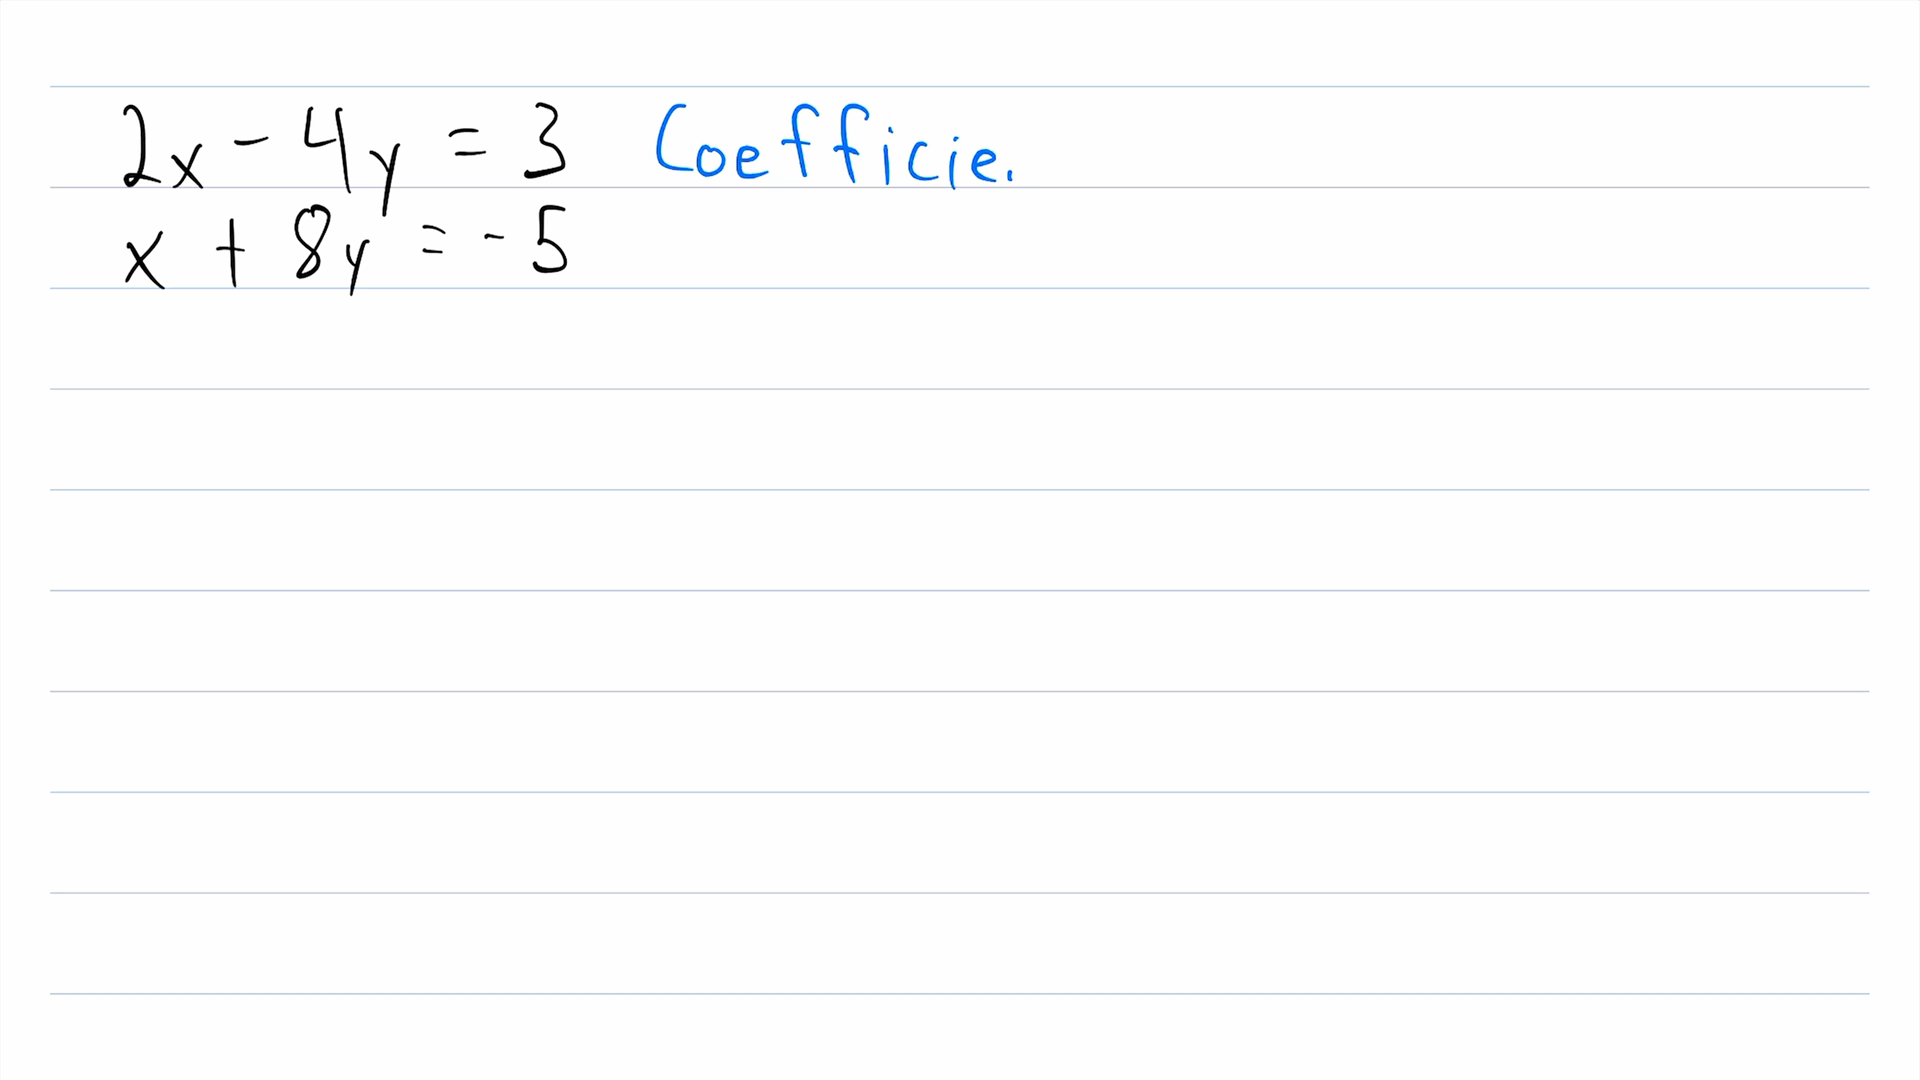 2x - 4y = 3 Coefficie.
x + 8y = -5